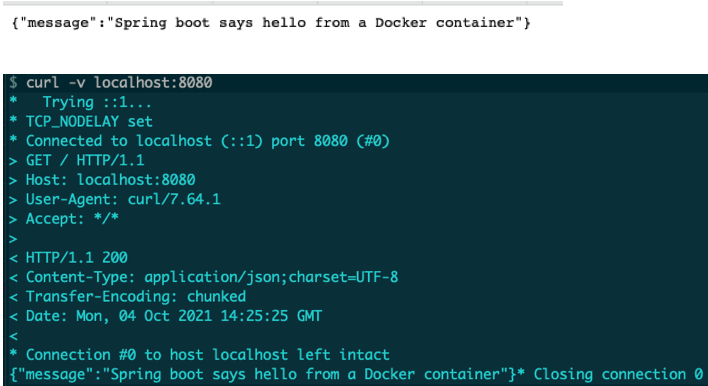 {"message":"Spring boot says hello from a Docker container"}
$ curl -v localhost:8080
*   Trying ::1...
* TCP_NODELAY set
* Connected to localhost (::1) port 8080 (#0)
> GET / HTTP/1.1
> Host: localhost:8080
> User-Agent: curl/7.64.1
> Accept: */*
>
< HTTP/1.1 200
< Content-Type: application/json;charset=UTF-8
< Transfer-Encoding: chunked
< Date: Mon, 04 Oct 2021 14:25:25 GMT
<
* Connection #0 to host localhost left intact
{"message":"Spring boot says hello from a Docker container"}* Closing connection 0